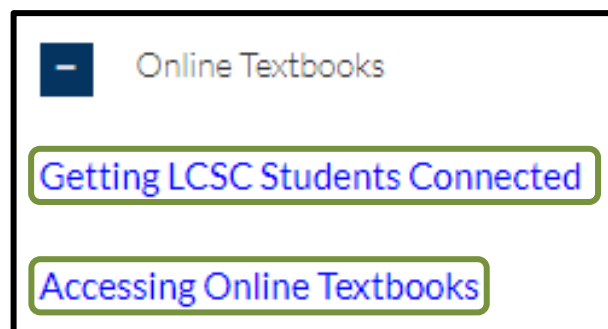 Online Textbooks
Getting LCSC Students Connected
Accessing Online Textbooks